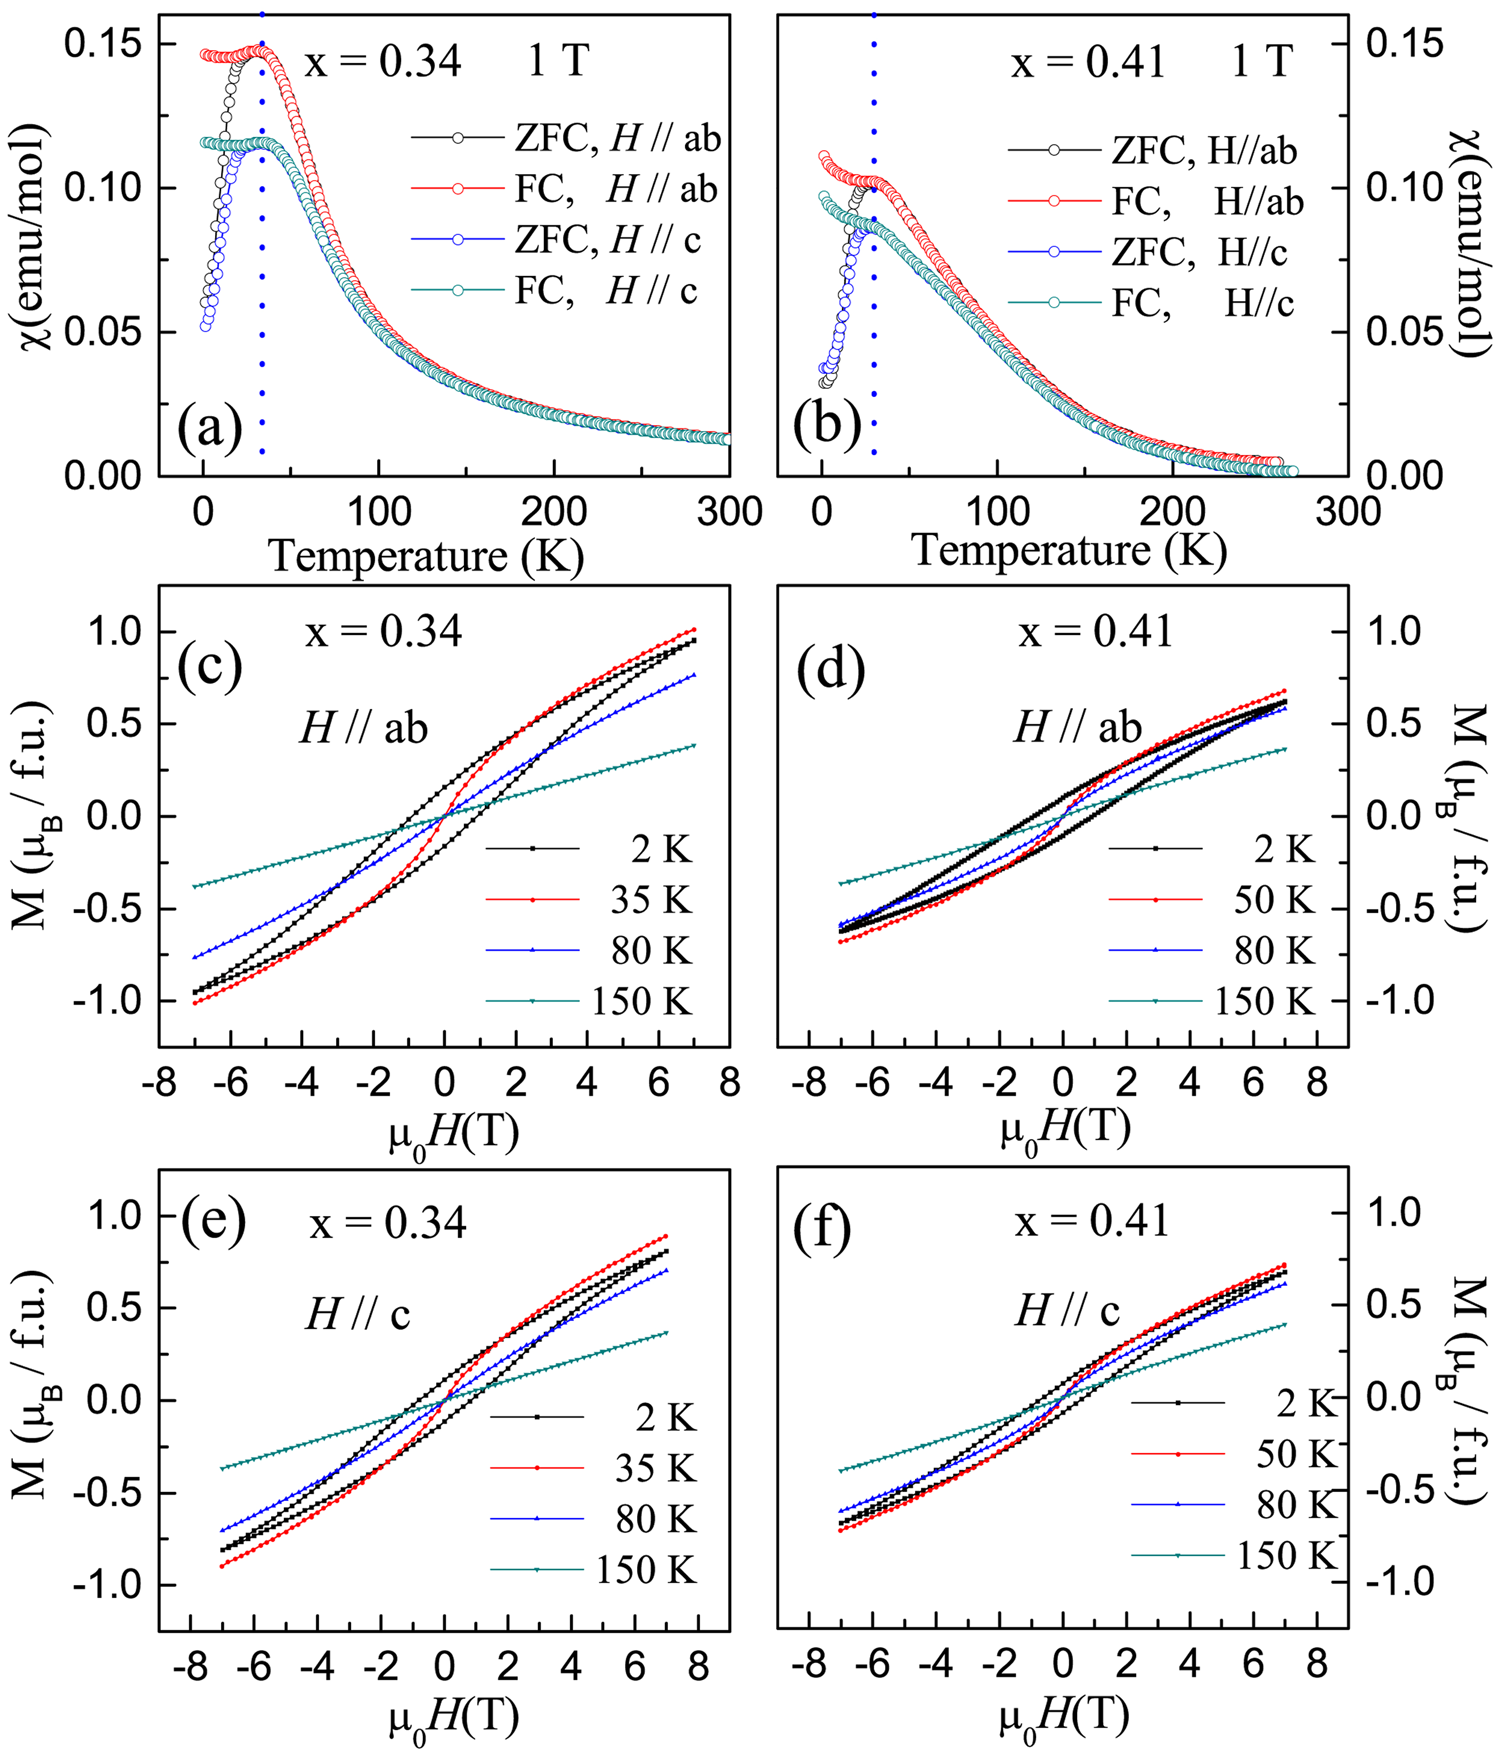 x = 0.34 1 T
ZFC, H // ab
FC, H // ab
ZFC, H // c
FC, H // c
(a)
χ(emu/mol)
0.15
0.10
0.05
0.00
0 100 200 300
Temperature (K)
x = 0.41 1 T
ZFC, H//ab
FC, H//ab
ZFC, H//c
FC, H//c
(b)
χ(emu/mol)
0.15
0.10
0.05
0.00
0 100 200 300
Temperature (K)
(c)
x = 0.34
H // ab
2 K
35 K
80 K
150 K
M (μB / f.u.)
1.0
0.5
0.0
-0.5
-1.0
-8 -6 -4 -2 0 2 4 6 8
μ0H(T)
(d)
x = 0.41
H // ab
2 K
50 K
80 K
150 K
M (μB / f.u.)
1.0
0.5
0.0
-0.5
-1.0
-8 -6 -4 -2 0 2 4 6 8
μ0H(T)
(e)
x = 0.34
H // c
2 K
35 K
80 K
150 K
M (μB / f.u.)
1.0
0.5
0.0
-0.5
-1.0
-8 -6 -4 -2 0 2 4 6 8
μ0H(T)
(f)
x = 0.41
H // c
2 K
50 K
80 K
150 K
M (μB / f.u.)
1.0
0.5
0.0
-0.5
-1.0
-8 -6 -4 -2 0 2 4 6 8
μ0H(T)